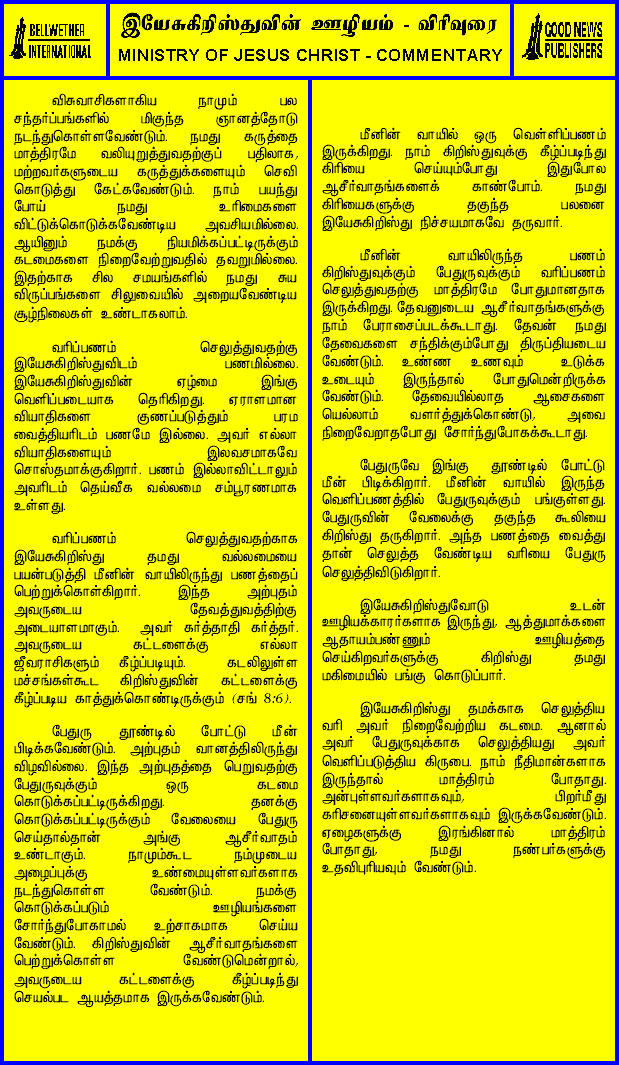 BELLWETHER
INTERNATIONAL
இயேசுகிறிஸ்துவின் ஊழியம் - விரிவுரை
MINISTRY OF JESUS CHRIST - COMMENTARY
GOOD NEWS
PUBLISHERS
விசுவாசிகளாகிய நாமும் பல
சந்தர்ப்பங்களில் மிகுந்த ஞானத்தோடு
நடந்துகொள்ளவேண்டும். நமது கருத்தை
மாத்திரமே வலியுறுத்துவதற்குப் பதிலாக,
மற்றவர்களுடைய கருத்துக்களையும் செவி
கொடுத்து கேட்கவேண்டும். நாம் பயந்து
போய் நமது உரிமைகளை
விட்டுக்கொடுக்கவேண்டிய அவசியமில்லை.
ஆயினும் நமக்கு நியமிக்கப்பட்டிருக்கும்
கடமைகளை நிறைவேற்றுவதில் தவறுமில்லை.
இதற்காக சில சமயங்களில் நமது சுய
விருப்பங்களை சிலுவையில் அறையவேண்டிய
சூழ்நிலைகள் உண்டாகலாம்.
வரிப்பணம் செலுத்துவதற்கு
இயேசுகிறிஸ்துவிடம் பணமில்லை.
இயேசுகிறிஸ்துவின் ஏழ்மை இங்கு
வெளிப்படையாக தெரிகிறது. ஏராளமான
வியாதிகளை குணப்படுத்தும் பரம
வைத்தியரிடம் பணமே இல்லை. அவர் எல்லா
வியாதிகளையும் இலவசமாகவே
சொஸ்தமாக்குகிறார். பணம் இல்லாவிட்டாலும்
அவரிடம் தெய்வீக வல்லமை சம்பூரணமாக
உள்ளது.
வரிப்பணம் செலுத்துவதற்காக
இயேசுகிறிஸ்து தமது வல்லமையை
பயன்படுத்தி மீனின் வாயிலிருந்து பணத்தைப்
பெற்றுக்கொள்கிறார். இந்த அற்புதம்
அவருடைய தேவத்துவத்திற்கு
அடையாளமாகும். அவர் கர்த்தாதி கர்த்தர்.
அவருடைய கட்டளைக்கு எல்லா
ஜீவராசிகளும் கீழ்ப்படியும். கடலிலுள்ள
மச்சங்கள்கூட கிறிஸ்துவின் கட்டளைக்கு
கீழ்ப்படிய காத்துக்கொண்டிருக்கும் (சங் 8:6).
பேதுரு தூண்டில் போட்டு மீன்
பிடிக்கவேண்டும். அற்புதம் வானத்திலிருந்து
விழவில்லை. இந்த அற்புதத்தை பெறுவதற்கு
பேதுருவுக்கும் ஒரு கடமை
கொடுக்கப்பட்டிருக்கிறது. தனக்கு
கொடுக்கப்பட்டிருக்கும் வேலையை பேதுரு
செய்தால்தான் அங்கு ஆசீர்வாதம்
உண்டாகும். நாமும்கூட நம்முடைய
அழைப்புக்கு உண்மையுள்ளவர்களாக
நடந்துகொள்ள வேண்டும். நமக்கு
கொடுக்கப்படும் ஊழியங்களை
சோர்ந்துபோகாமல் உற்சாகமாக செய்ய
வேண்டும். கிறிஸ்துவின் ஆசீர்வாதங்களை
பெற்றுக்கொள்ள வேண்டுமென்றால்,
அவருடைய கட்டளைக்கு கீழ்ப்படிந்து
செயல்பட ஆயத்தமாக இருக்கவேண்டும்.
மீனின் வாயில் ஒரு வெள்ளிப்பணம்
இருக்கிறது. நாம் கிறிஸ்துவுக்கு கீழ்ப்படிந்து
கிரியை செய்யும்போது இதுபோல
ஆசீர்வாதங்களைக் காண்போம். நமது
கிரியைகளுக்கு தகுந்த பலனை
இயேசுகிறிஸ்து நிச்சயமாகவே தருவார்.
மீனின் வாயிலிருந்த பணம்
கிறிஸ்துவுக்கும் பேதுருவுக்கும் வரிப்பணம்
செலுத்துவதற்கு மாத்திரமே போதுமானதாக
இருக்கிறது. தேவனுடைய ஆசீர்வாதங்களுக்கு
நாம் பேராசைப்படக்கூடாது. தேவன் நமது
தேவைகளை சந்திக்கும்போது திருப்தியடைய
வேண்டும். உண்ண உணவும் உடுக்க
உடையும் இருந்தால் போதுமென்றிருக்க
வேண்டும். தேவையில்லாத ஆசைகளை
யெல்லாம் வளர்த்துக்கொண்டு, அவை
நிறைவேறாதபோது சோர்ந்துபோகக்கூடாது.
பேதுருவே இங்கு தூண்டில் போட்டு
மீன் பிடிக்கிறார். மீனின் வாயில் இருந்த
வெளிப்பணத்தில் பேதுருவுக்கும் பங்குள்ளது.
பேதுருவின் வேலைக்கு தகுந்த கூலியை
கிறிஸ்து தருகிறார். அந்த பணத்தை வைத்து
தான் செலுத்த வேண்டிய வரியை பேதுரு
செலுத்திவிடுகிறார்.
இயேசுகிறிஸ்துவோடு உடன்
ஊழியக்காரர்களாக இருந்து, ஆத்துமாக்களை
ஆதாயம்பண்ணும் ஊழியத்தை
செய்கிறவர்களுக்கு கிறிஸ்து தமது
மகிமையில் பங்கு கொடுப்பார்.
இயேசுகிறிஸ்து தமக்காக செலுத்திய
வரி அவர் நிறைவேற்றிய கடமை. ஆனால்
அவர் பேதுருவுக்காக செலுத்தியது அவர்
வெளிப்படுத்திய கிருபை. நாம் நீதிமான்களாக
இருந்தால் மாத்திரம் போதாது.
அன்புள்ளவர்களாகவும், பிறர்மீது
கரிசனையுள்ளவர்களாகவும் இருக்கவேண்டும்.
ஏழைகளுக்கு இரங்கினால் மாத்திரம்
போதாது, நமது நண்பர்களுக்கு
உதவிபுரியவும் வேண்டும்.